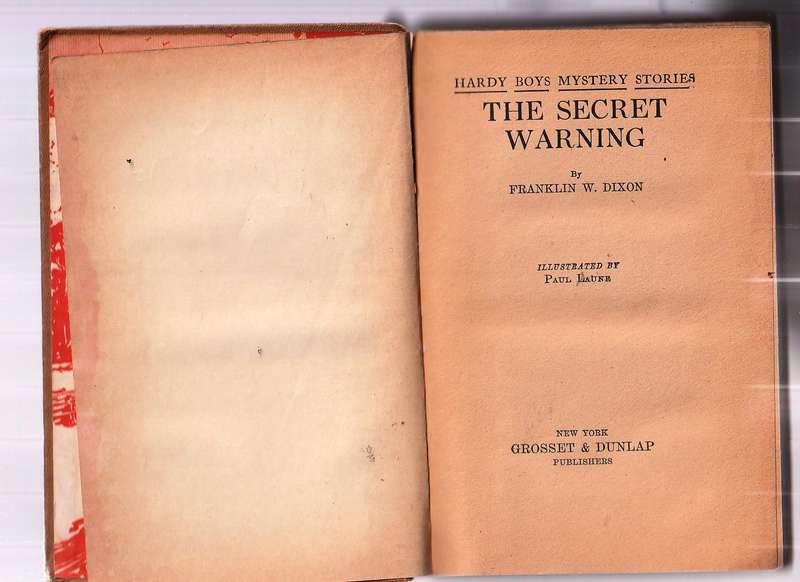 HARDY BOYS MYSTERY STORIES
THE SECRET
WARNING
By
FRANKLIN W. DIXON
ILLUSTRATED BY
PAUL LAUNE
NEW YORK
GROSSET & DUNLAP
PUBLISHERS